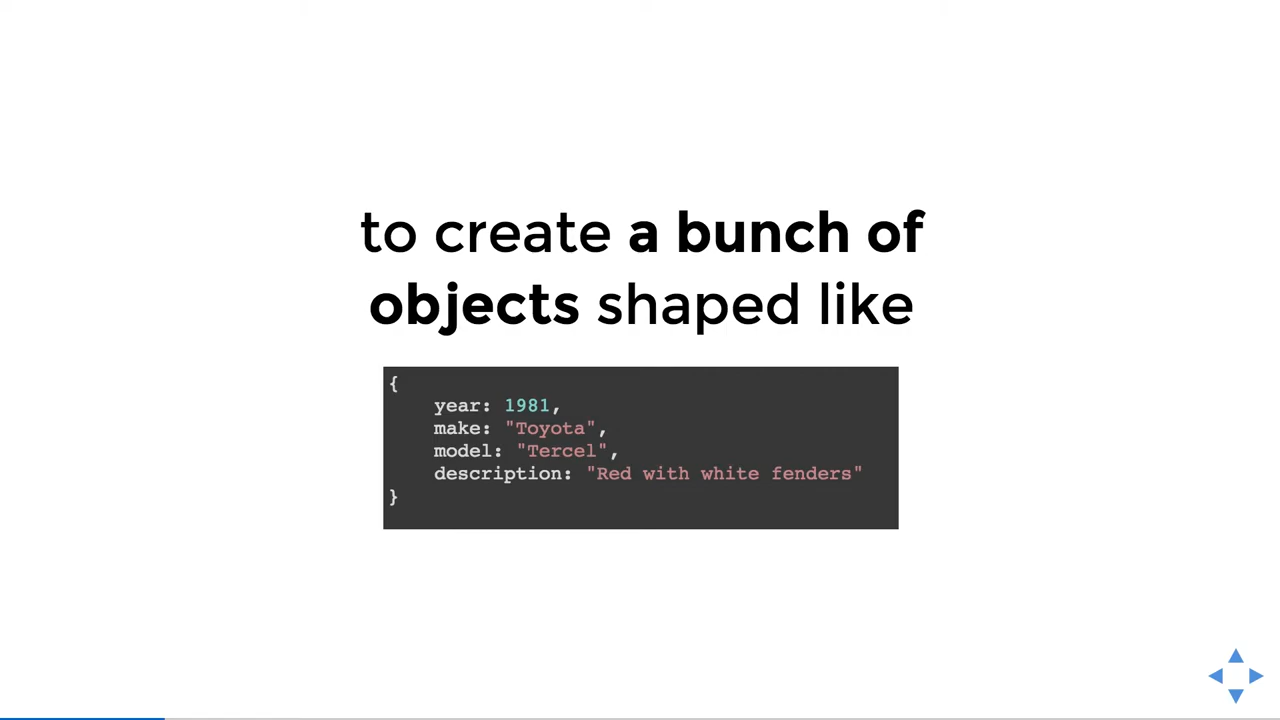 to create a bunch of
objects shaped like
{
    year: 1981,
    make: "Toyota",
    model: "Tercel",
    description: "Red with white fenders"
}